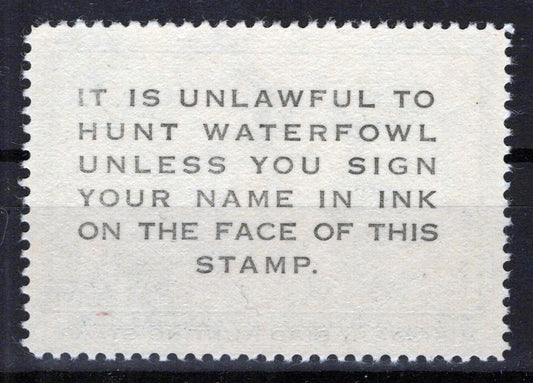 IT IS UNLAWFUL TO
HUNT WATERFOWL
UNLESS YOU SIGN
YOUR NAME IN INK
ON THE FACE OF THIS
STAMP.